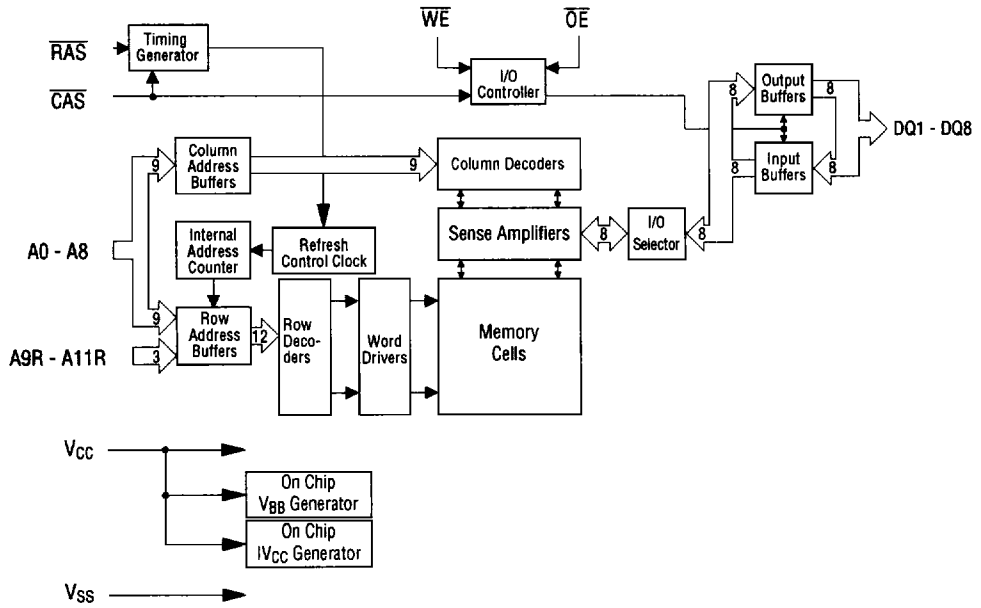 WE
OE
RAS
Timing
Generator
CAS
I/O
Controller
Output
Buffers
8
8
DQ1 - DQ8
Input
Buffers
8
8
9
Column
Address
Buffers
9
Column Decoders
A0 - A8
Internal
Address
Counter
Refresh
Control Clock
Sense Amplifiers
8
I/O
Selector
8
9
Row
Address
Buffers
12
Row
Deco-
ders
Word
Drivers
Memory
Cells
A9R - A11R
3
VCC
On Chip
VBB Generator
On Chip
IVCC Generator
VSS